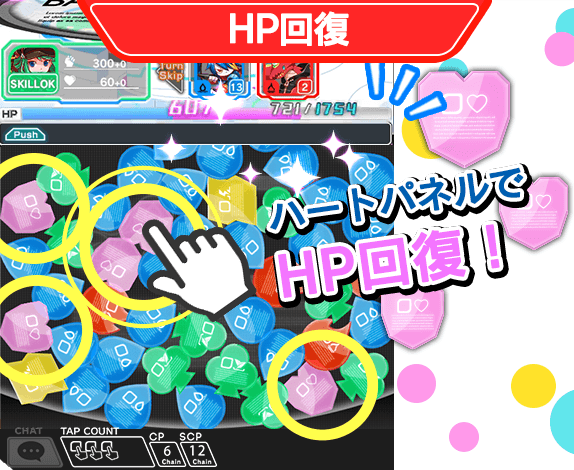 HP回復
300+0
SKILLOK
60+0
Turn
Skip
13
2
HP
721/1754
Push
ハートパネルで
HP回復！
CHAT
TAP COUNT
CP
6
Chain
SCP
12
Chain